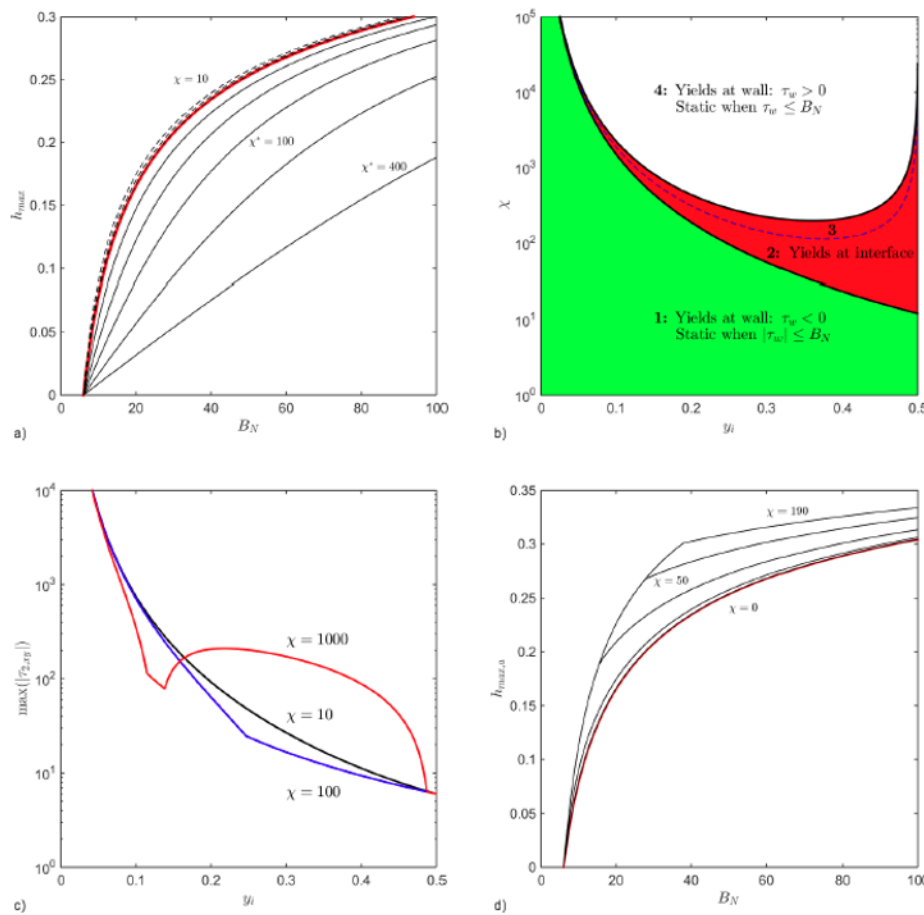 0.3
0.25
0.2
0.15
0.1
0.05
0
h_max
χ = 10
χ* = 100
χ* = 400
0 20 40 60 80 100
B_N
a)
10^5
10^4
10^3
10^2
10^1
10^0
χ
4: Yields at wall: τ_w > 0
Static when τ_w ≤ B_N
3
2: Yields at interface
1: Yields at wall: τ_w < 0
Static when |τ_w| ≤ B_N
0 0.1 0.2 0.3 0.4 0.5
y_i
b)
10^4
10^3
10^2
10^1
10^0
max(|τ_2,xy|)
χ = 1000
χ = 10
χ = 100
0 0.1 0.2 0.3 0.4 0.5
y_i
c)
0.35
0.3
0.25
0.2
0.15
0.1
0.05
0
h_max,a
χ = 190
χ = 50
χ = 0
0 20 40 60 80 100
B_N
d)